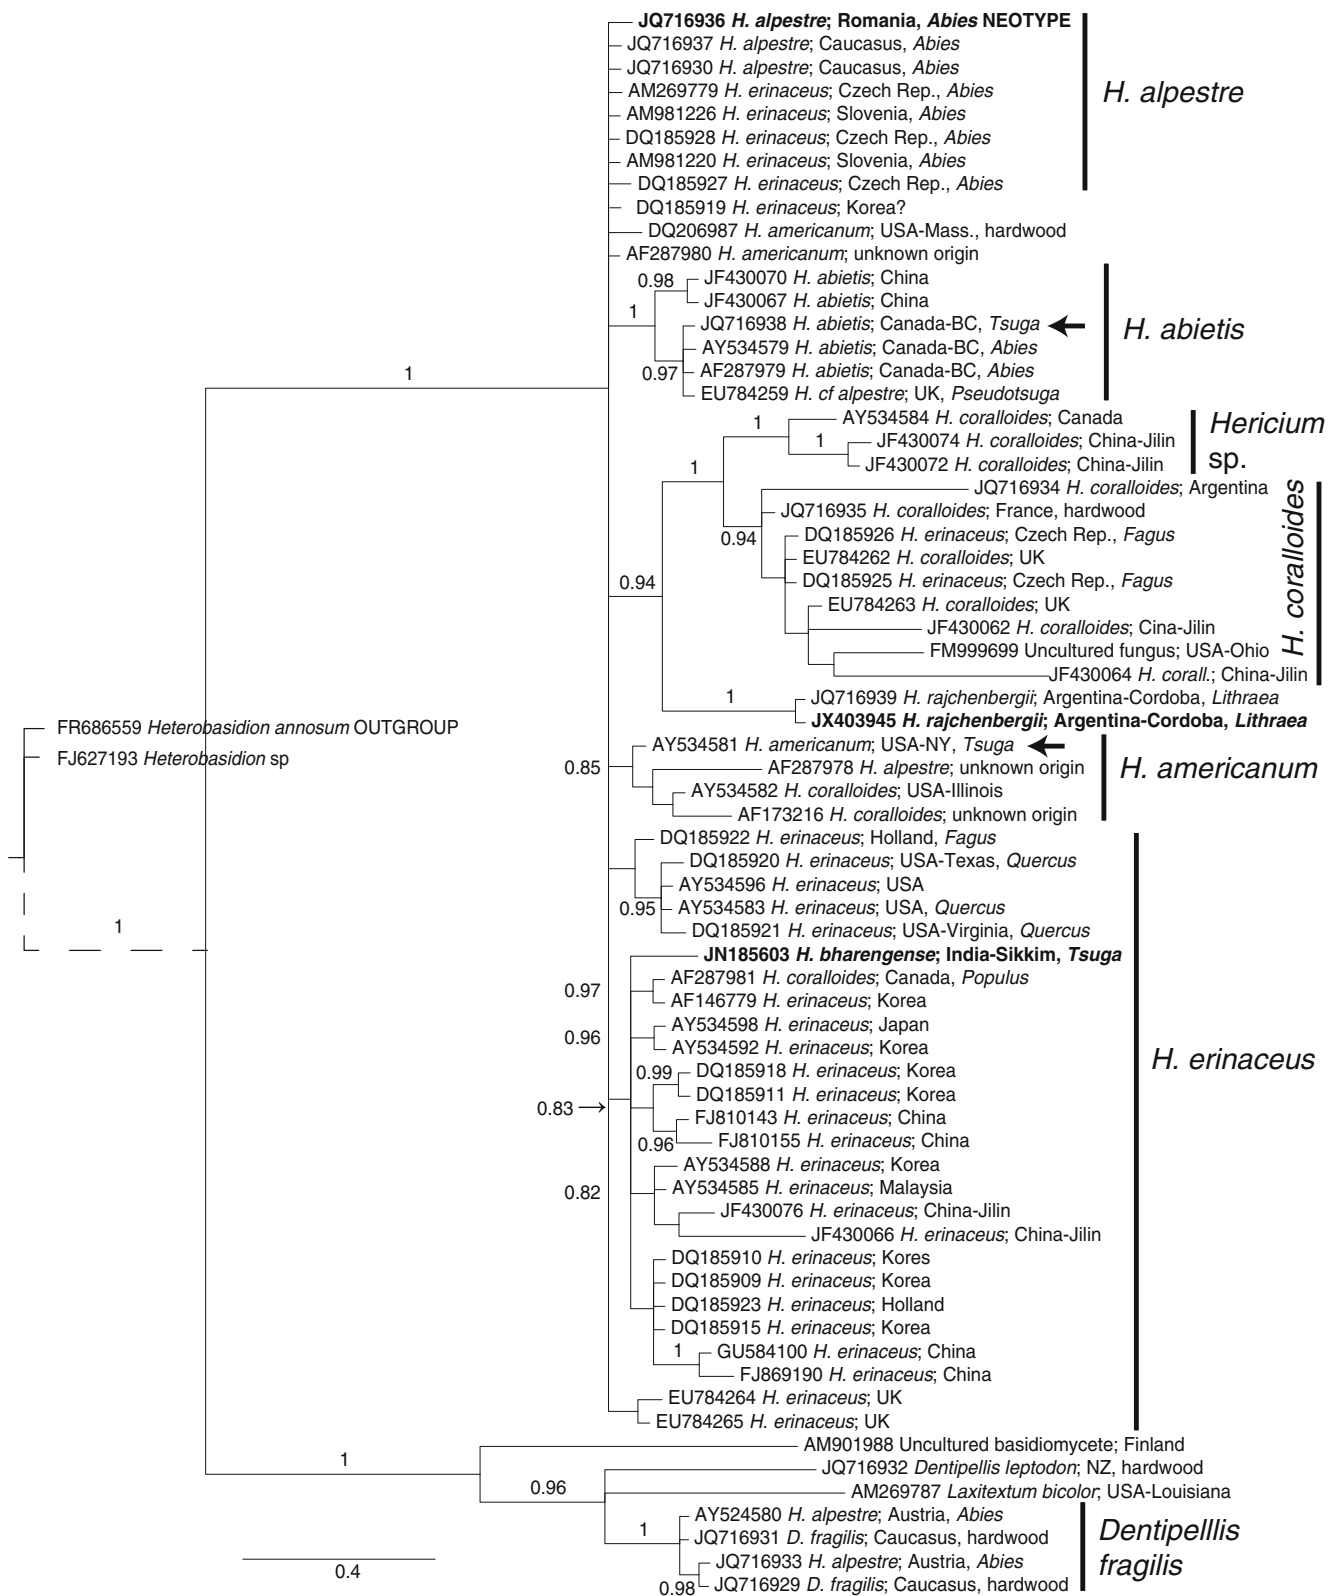 JQ716936 H. alpestre; Romania, Abies NEOTYPE
JQ716937 H. alpestre; Caucasus, Abies
JQ716930 H. alpestre; Caucasus, Abies
AM269779 H. erinaceus; Czech Rep., Abies
H. alpestre
AM981226 H. erinaceus; Slovenia, Abies
DQ185928 H. erinaceus; Czech Rep., Abies
AM981220 H. erinaceus; Slovenia, Abies
DQ185927 H. erinaceus; Czech Rep., Abies
DQ185919 H. erinaceus; Korea?
DQ206987 H. americanum; USA-Mass., hardwood
AF287980 H. americanum; unknown origin
0.98
JF430070 H. abietis; China
JF430067 H. abietis; China
1
JQ716938 H. abietis; Canada-BC, Tsuga
H. abietis
AY534579 H. abietis; Canada-BC, Abies
0.97
AF287979 H. abietis; Canada-BC, Abies
1
EU784259 H. cf alpestre; UK, Pseudotsuga
1
AY534584 H. coralloides; Canada
Hericium
sp.
1
JF430074 H. coralloides; China-Jilin
1
JF430072 H. coralloides; China-Jilin
JQ716934 H. coralloides; Argentina
JQ716935 H. coralloides; France, hardwood
0.94
DQ185926 H. erinaceus; Czech Rep., Fagus
EU784262 H. coralloides; UK
0.94
DQ185925 H. erinaceus; Czech Rep., Fagus
H. coralloides
EU784263 H. coralloides; UK
JF430062 H. coralloides; Cina-Jilin
FM999699 Uncultured fungus; USA-Ohio
JF430064 H. corall.; China-Jilin
1
JQ716939 H. rajchenbergii; Argentina-Cordoba, Lithraea
JX403945 H. rajchenbergii; Argentina-Cordoba, Lithraea
FR686559 Heterobasidion annosum OUTGROUP
FJ627193 Heterobasidion sp
AY534581 H. americanum; USA-NY, Tsuga
0.85
AF287978 H. alpestre; unknown origin
H. americanum
AY534582 H. coralloides; USA-Illinois
AF173216 H. coralloides; unknown origin
DQ185922 H. erinaceus; Holland, Fagus
DQ185920 H. erinaceus; USA-Texas, Quercus
AY534596 H. erinaceus; USA
0.95
AY534583 H. erinaceus; USA, Quercus
1
DQ185921 H. erinaceus; USA-Virginia, Quercus
JN185603 H. bharengense; India-Sikkim, Tsuga
AF287981 H. coralloides; Canada, Populus
0.97
AF146779 H. erinaceus; Korea
AY534598 H. erinaceus; Japan
0.96
AY534592 H. erinaceus; Korea
H. erinaceus
0.99
DQ185918 H. erinaceus; Korea
DQ185911 H. erinaceus; Korea
0.83
FJ810143 H. erinaceus; China
0.96
FJ810155 H. erinaceus; China
AY534588 H. erinaceus; Korea
0.82
AY534585 H. erinaceus; Malaysia
JF430076 H. erinaceus; China-Jilin
JF430066 H. erinaceus; China-Jilin
DQ185910 H. erinaceus; Kores
DQ185909 H. erinaceus; Korea
DQ185923 H. erinaceus; Holland
DQ185915 H. erinaceus; Korea
1
GU584100 H. erinaceus; China
FJ869190 H. erinaceus; China
EU784264 H. erinaceus; UK
EU784265 H. erinaceus; UK
AM901988 Uncultured basidiomycete; Finland
1
JQ716932 Dentipellis leptodon; NZ, hardwood
0.96
AM269787 Laxitextum bicolor; USA-Louisiana
AY524580 H. alpestre; Austria, Abies
1
JQ716931 D. fragilis; Caucasus, hardwood
Dentipelllis
fragilis
JQ716933 H. alpestre; Austria, Abies
0.98
JQ716929 D. fragilis; Caucasus, hardwood
0.4